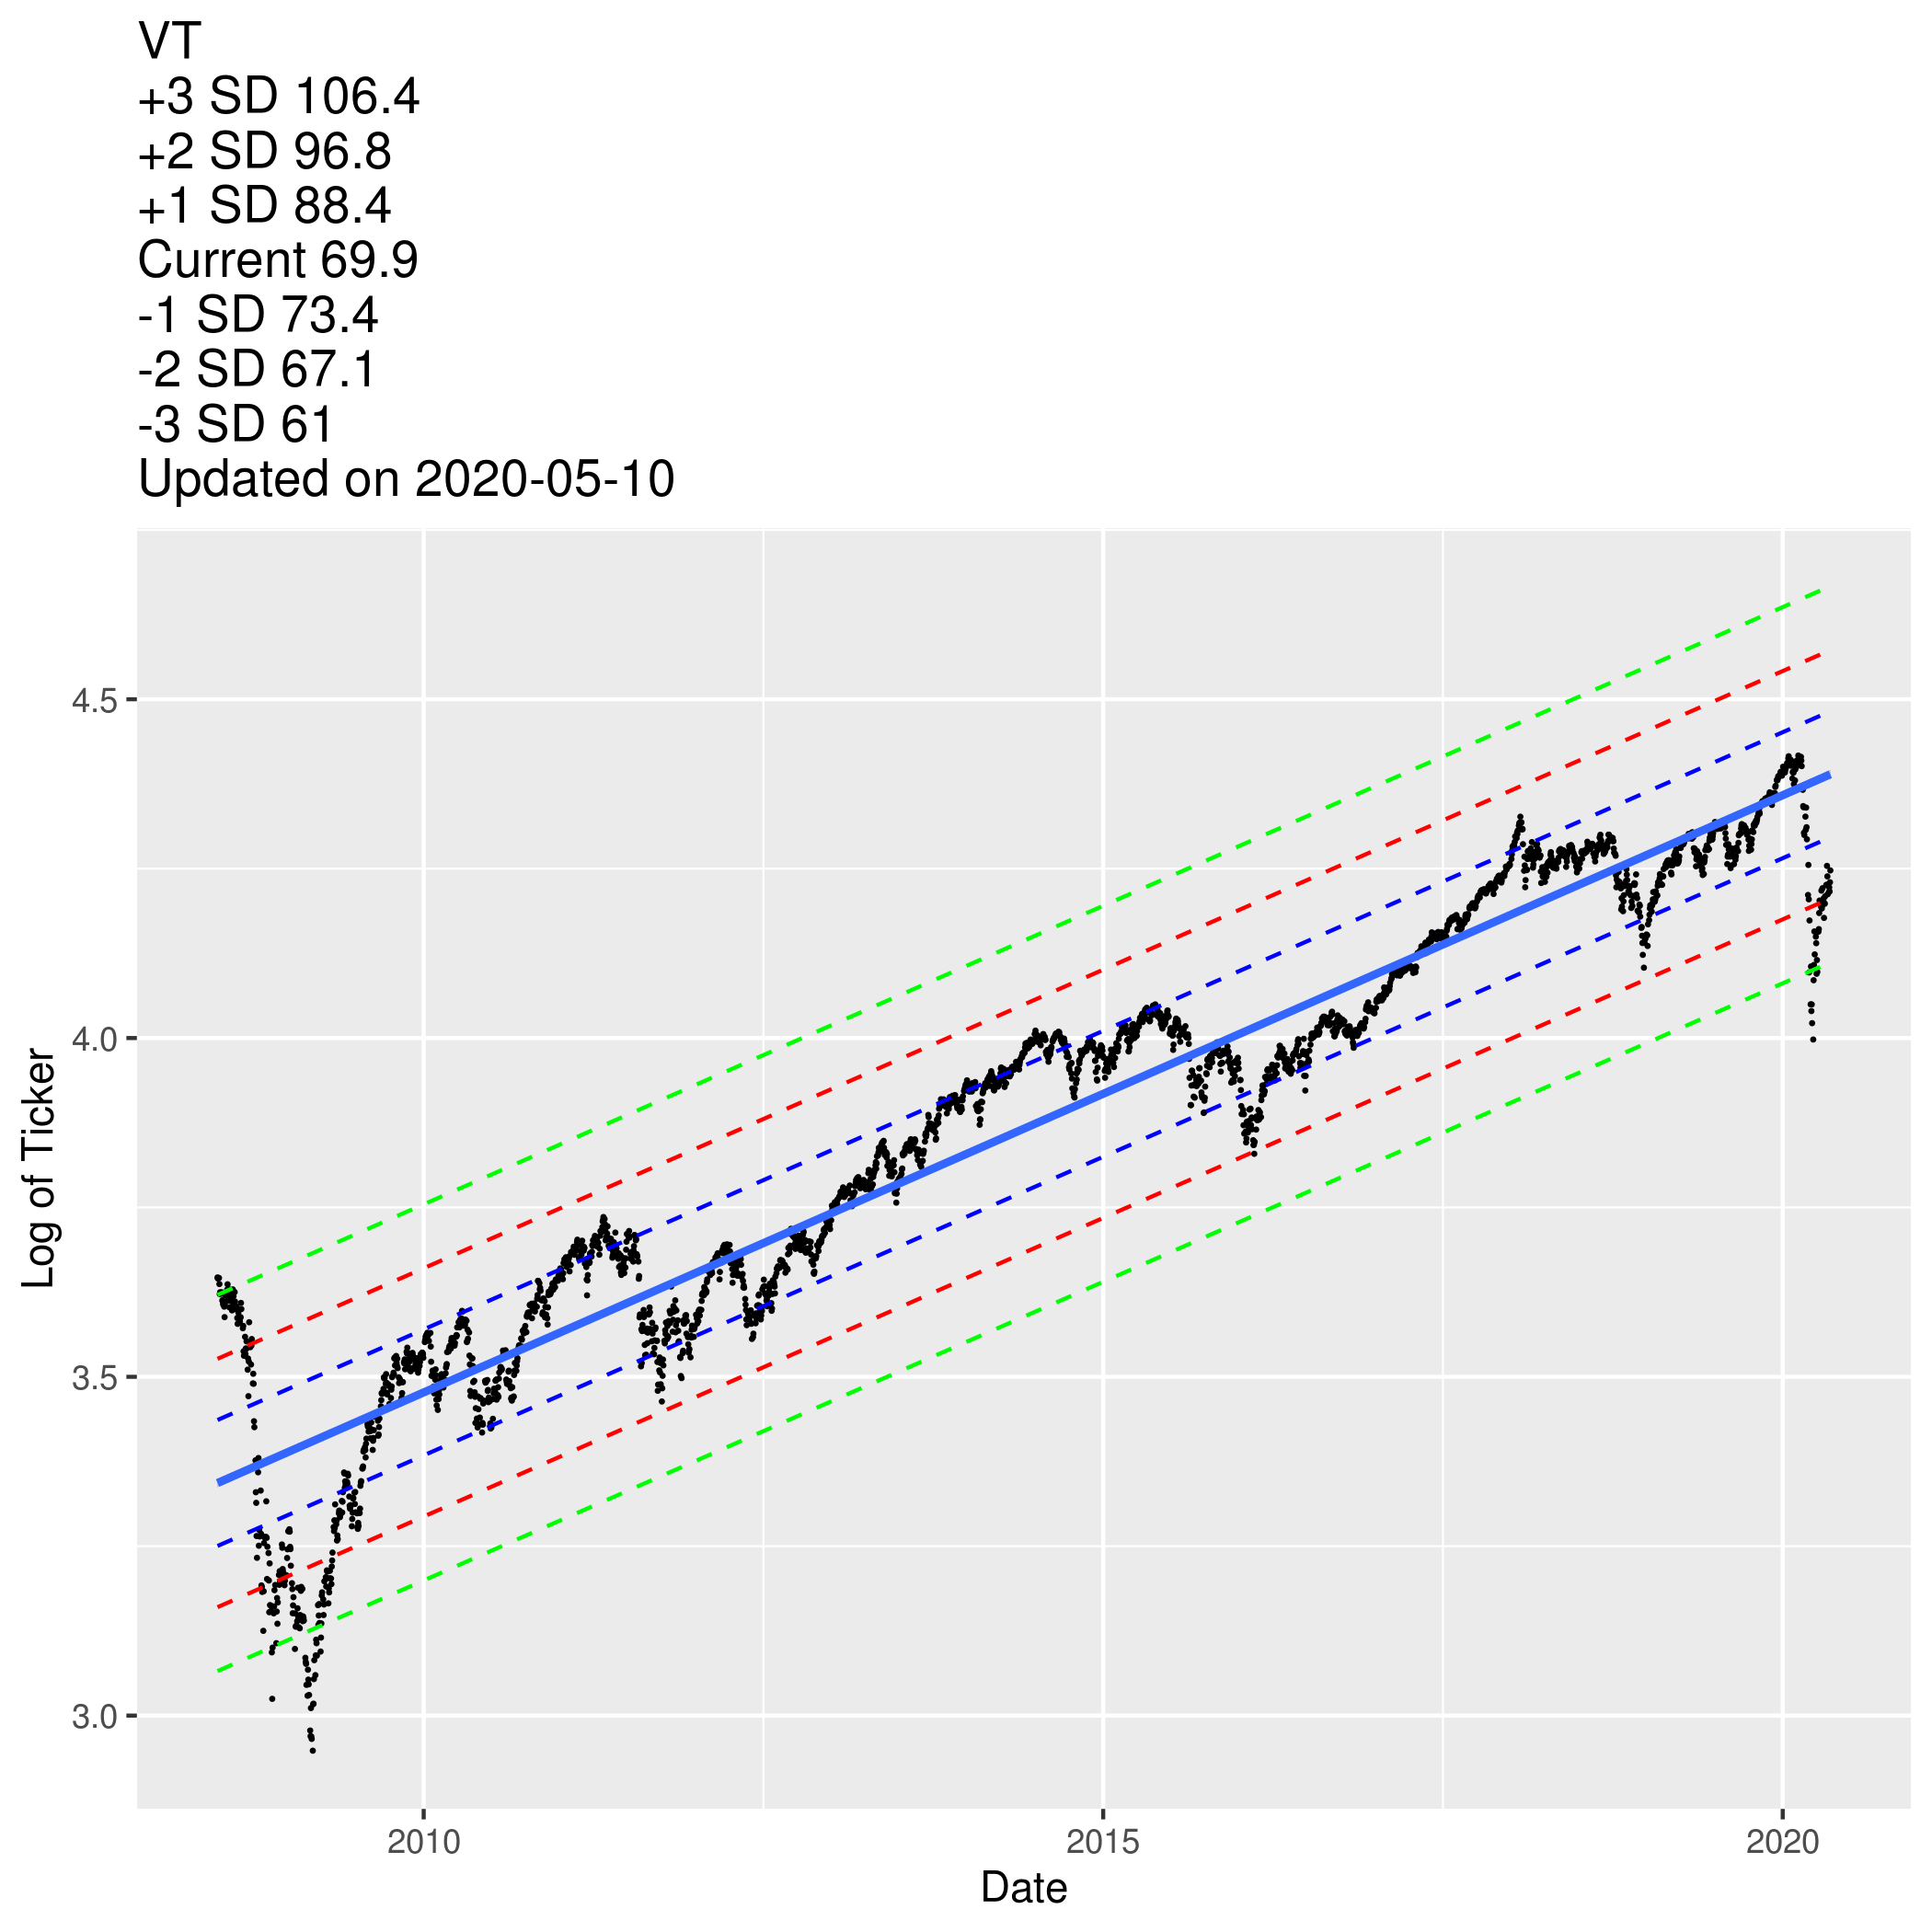 VT
+3 SD 106.4
+2 SD 96.8
+1 SD 88.4
Current 69.9
-1 SD 73.4
-2 SD 67.1
-3 SD 61
Updated on 2020-05-10
Log of Ticker
4.5
4.0
3.5
3.0
2010
2015
2020
Date